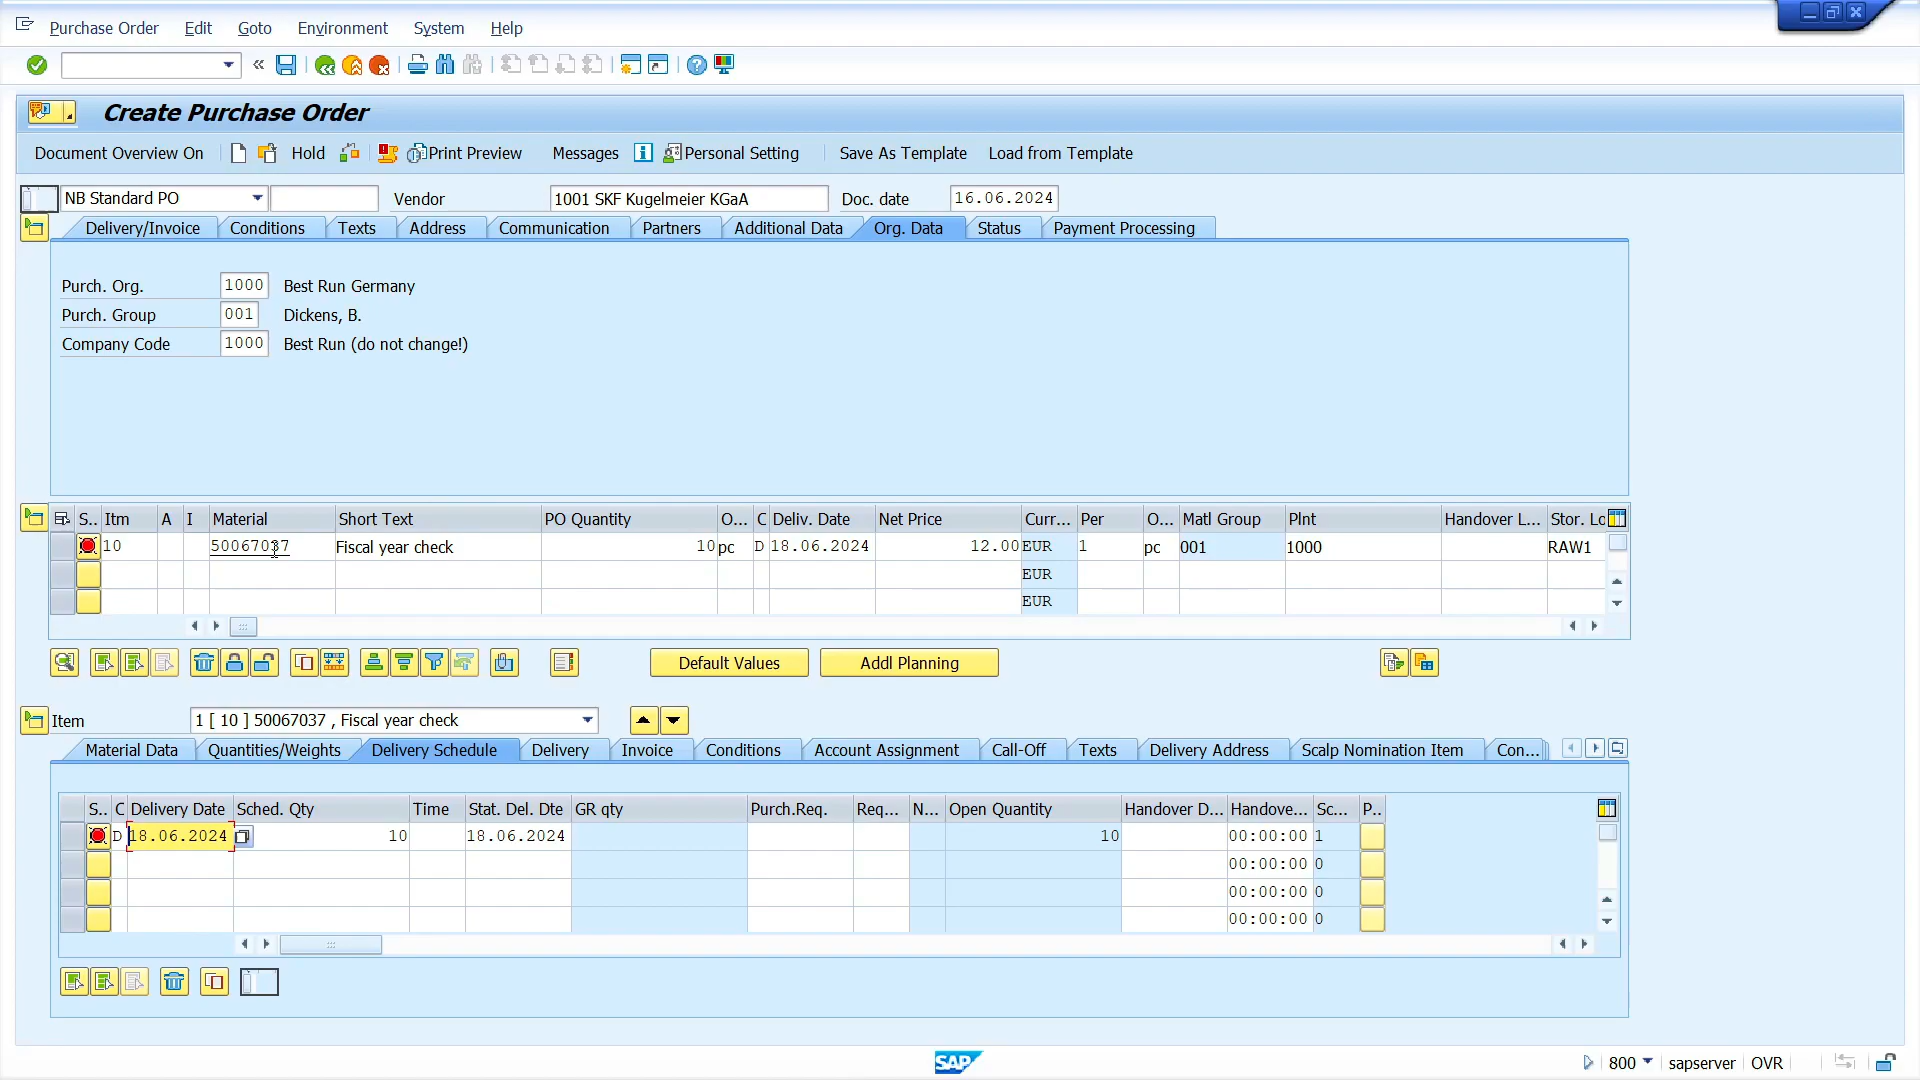 Purchase Order Edit Goto Environment System Help
Create Purchase Order
Document Overview On Hold Print Preview Messages Personal Setting Save As Template Load from Template
NB Standard PO Vendor 1001 SKF Kugelmeier KGaA Doc. date 16.06.2024
Delivery/Invoice Conditions Texts Address Communication Partners Additional Data Org. Data Status Payment Processing
Purch. Org. 1000 Best Run Germany
Purch. Group 001 Dickens, B.
Company Code 1000 Best Run (do not change!)
S.. Itm A I Material Short Text PO Quantity O... C Deliv. Date Net Price Curr... Per O... Matl Group Plnt Handover L... Stor. Lo
10 50067037 Fiscal year check 10 pc D 18.06.2024 12.00 EUR 1 pc 001 1000 RAW1
EUR
EUR
Default Values Addl Planning
Item 1 [ 10 ] 50067037 , Fiscal year check
Material Data Quantities/Weights Delivery Schedule Delivery Invoice Conditions Account Assignment Call-Off Texts Delivery Address Scalp Nomination Item Con...
S.. C Delivery Date Sched. Qty Time Stat. Del. Dte GR qty Purch.Req. Req... N... Open Quantity Handover D... Handove... Sc... P..
D 18.06.2024 10 18.06.2024 10 00:00:00 1
00:00:00 0
00:00:00 0
00:00:00 0
SAP 800 sapserver OVR